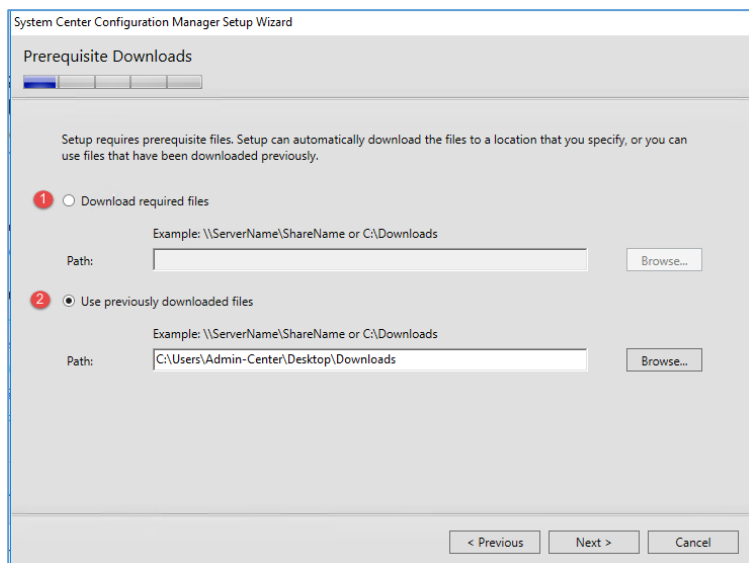 System Center Configuration Manager Setup Wizard
Prerequisite Downloads
Setup requires prerequisite files. Setup can automatically download the files to a location that you specify, or you can
use files that have been downloaded previously.
1 Download required files
Example: \\ServerName\ShareName or C:\Downloads
Path: Browse...
2 Use previously downloaded files
Example: \\ServerName\ShareName or C:\Downloads
Path: C:\Users\Admin-Center\Desktop\Downloads Browse...
< Previous Next > Cancel